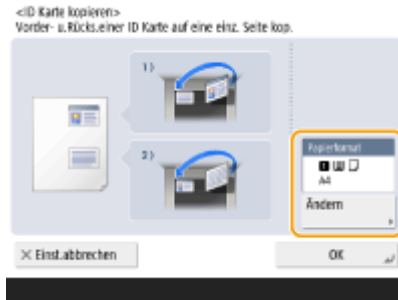 <ID Karte kopieren>
Vorder- u.Rücks.einer ID Karte auf eine einz. Seite kop.
1)
2)
Papierformat
1
A4
Ändern
× Einst.abbrechen
OK